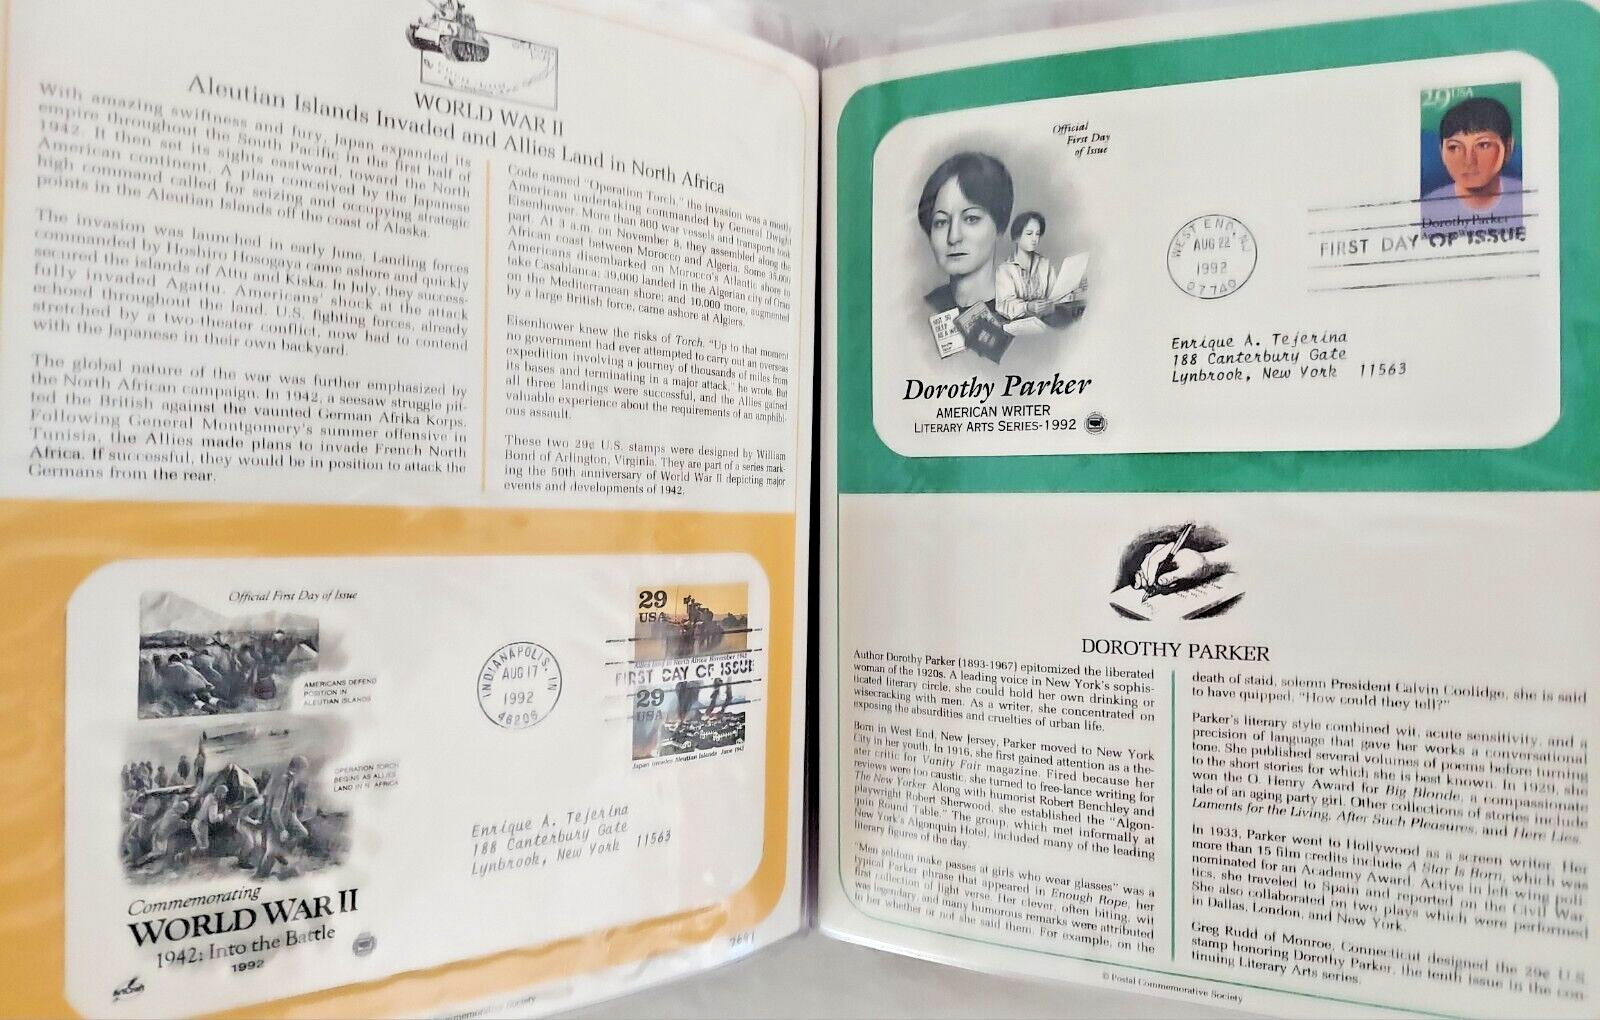 WORLD WAR II
Aleutian Islands Invaded and Allies Land in North Africa
With amazing swiftness and fury, Japan expanded its
empire throughout the South Pacific in the first half of
1942. It then set its sights eastward, toward the North
American continent. A plan conceived by the Japanese
high command called for seizing and occupying strategic
points in the Aleutian Islands off the coast of Alaska.
The invasion was launched in early June. Landing forces
commanded by Hoshiro Hosogaya came ashore and quickly
secured the islands of Attu and Kiska. In July, they success-
fully invaded Agattu. Americans' shock at the attack
echoed throughout the land. U.S. fighting forces, already
stretched by a two-theater conflict, now had to contend
with the Japanese in their own backyard.
The global nature of the war was further emphasized by
the North African campaign. In 1942, a seesaw struggle pit-
ted the British against the vaunted German Afrika Korps.
Following General Montgomery's summer offensive in
Tunisia, the Allies made plans to invade French North
Africa. If successful, they would be in position to attack the
Germans from the rear.
Code named "Operation Torch," the invasion was a mostly
American undertaking commanded by General Dwight
Eisenhower. More than 800 war vessels and transports took
part. At 3 a.m. on November 8, they assembled along the
African coast between Morocco and Algeria. Some 35,000
Americans disembarked on Morocco's Atlantic shore to
take Casablanca; 39,000 landed in the Algerian city of Oran
on the Mediterranean shore; and 10,000 more, augmented
by a large British force, came ashore at Algiers.
Eisenhower knew the risks of Torch. "Up to that moment
no government had ever attempted to carry out an overseas
expedition involving a journey of thousands of miles from
its bases and terminating in a major attack," he wrote. But
all three landings were successful, and the Allies gained
valuable experience about the requirements of an amphibi-
ous assault.
These two 29¢ U.S. stamps were designed by William
Bond of Arlington, Virginia. They are part of a series mark-
ing the 50th anniversary of World War II depicting major
events and developments of 1942.
Official First Day of Issue
AMERICANS DEFEND
POSITION IN
ALEUTIAN ISLANDS
OPERATION TORCH
BEGINS AS ALLIES
LAND IN N. AFRICA
Commemorating
WORLD WAR II
1942: Into the Battle
1992
ArtCraft
INDIANAPOLIS, IN
AUG 17
1992
46206
29
USA
Allies land in North Africa November 1942
FIRST DAY OF ISSUE
29
USA
Japan invades Aleutian Islands June 1942
Enrique A. Tejerina
188 Canterbury Gate
Lynbrook, New York 11563
Commemorative Society
Official
First Day
of Issue
NOT SO
DEEP
AS A WELL
Dorothy Parker
AMERICAN WRITER
LITERARY ARTS SERIES-1992
WEST END, NJ
AUG 22
1992
07740
29 USA
Dorothy Parker
FIRST DAY OF ISSUE
Enrique A. Tejerina
188 Canterbury Gate
Lynbrook, New York 11563
DOROTHY PARKER
Author Dorothy Parker (1893-1967) epitomized the liberated
woman of the 1920s. A leading voice in New York's sophis-
ticated literary circle, she could hold her own drinking or
wisecracking with men. As a writer, she concentrated on
exposing the absurdities and cruelties of urban life.
Born in West End, New Jersey, Parker moved to New York
City in her youth. In 1916, she first gained attention as a the-
ater critic for Vanity Fair magazine. Fired because her
reviews were too caustic, she turned to free-lance writing for
The New Yorker. Along with humorist Robert Benchley and
playwright Robert Sherwood, she established the "Algon-
quin Round Table." The group, which met informally at
New York's Algonquin Hotel, included many of the leading
literary figures of the day.
"Men seldom make passes at girls who wear glasses" was a
typical Parker phrase that appeared in Enough Rope, her
first collection of light verse. Her clever, often biting, wit
was legendary, and many humorous remarks were attributed
to her whether or not she said them. For example, on the
death of staid, solemn President Calvin Coolidge, she is said
to have quipped, "How could they tell?"
Parker's literary style combined wit, acute sensitivity, and a
precision of language that gave her works a conversational
tone. She published several volumes of poems before turning
to the short stories for which she is best known. In 1929, she
won the O. Henry Award for Big Blonde, a compassionate
tale of an aging party girl. Other collections of stories include
Laments for the Living, After Such Pleasures, and Here Lies.
In 1933, Parker went to Hollywood as a screen writer. Her
more than 15 film credits include A Star Is Born, which was
nominated for an Academy Award. Active in left-wing poli-
tics, she traveled to Spain and reported on the Civil War.
She also collaborated on two plays which were performed
in Dallas, London, and New York.
Greg Rudd of Monroe, Connecticut designed the 29¢ U.S.
stamp honoring Dorothy Parker, the tenth issue in the con-
tinuing Literary Arts series.
© Postal Commemorative Society